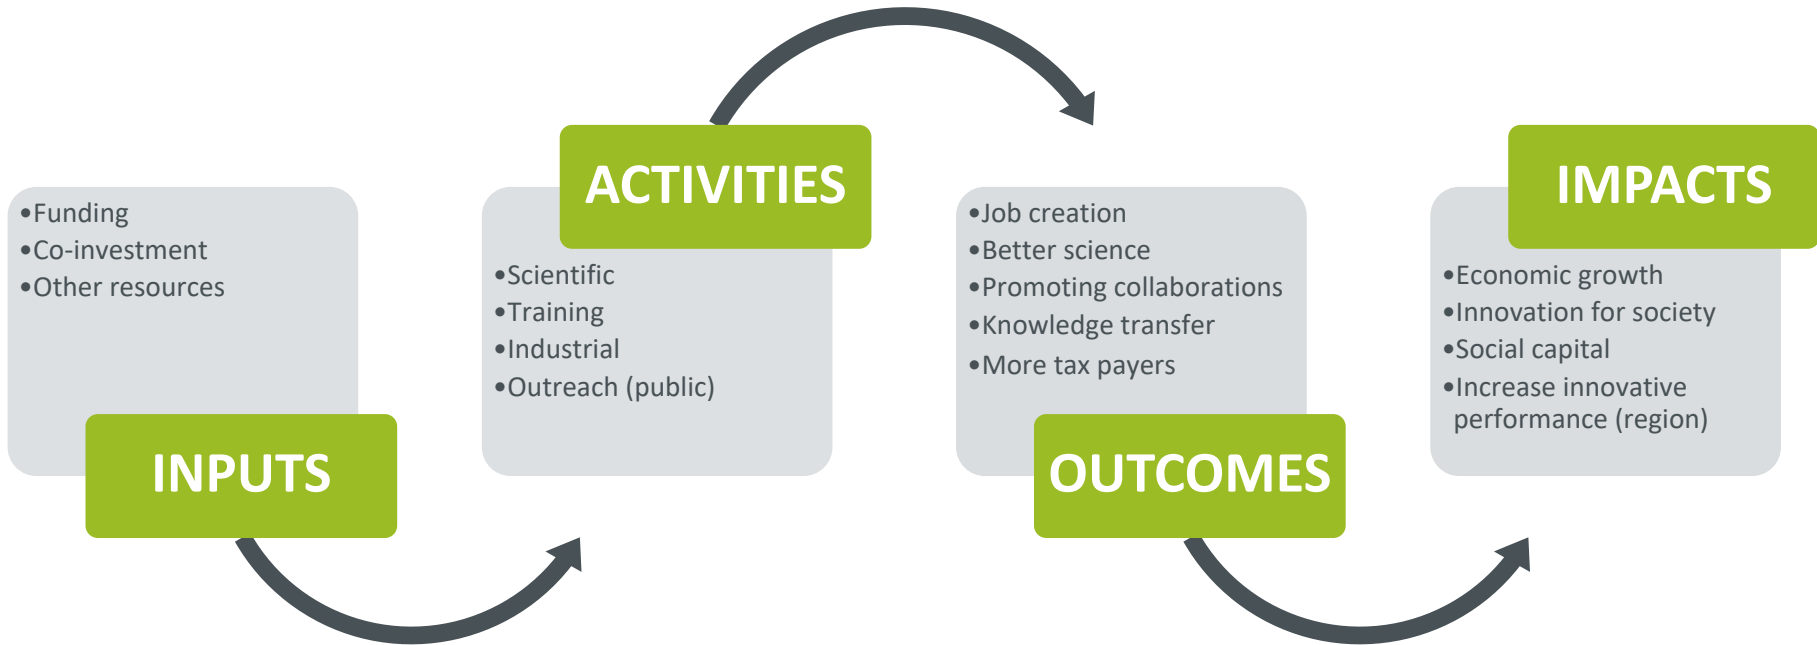 •Funding
•Co-investment
•Other resources
INPUTS
ACTIVITIES
•Scientific
•Training
•Industrial
•Outreach (public)
•Job creation
•Better science
•Promoting collaborations
•Knowledge transfer
•More tax payers
OUTCOMES
IMPACTS
•Economic growth
•Innovation for society
•Social capital
•Increase innovative
performance (region)